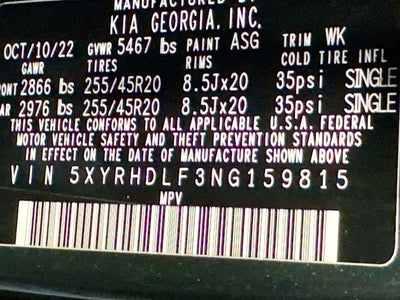 MANUFACTURED BY
KIA GEORGIA, INC.
OCT/10/22 GVWR 5467 lbs PAINT ASG TRIM WK
GAWR TIRES RIMS COLD TIRE INFL
ONT 2866 lbs 255/45R20 8.5Jx20 35psi SINGLE
AR 2976 lbs 255/45R20 8.5Jx20 35psi SINGLE
THIS VEHICLE CONFORMS TO ALL APPLICABLE U.S.A. FEDERAL
MOTOR VEHICLE SAFETY AND THEFT PREVENTION STANDARDS
IN EFFECT ON THE DATE OF MANUFACTURE SHOWN ABOVE
VIN 5XYRHDLF3NG159815
MPV